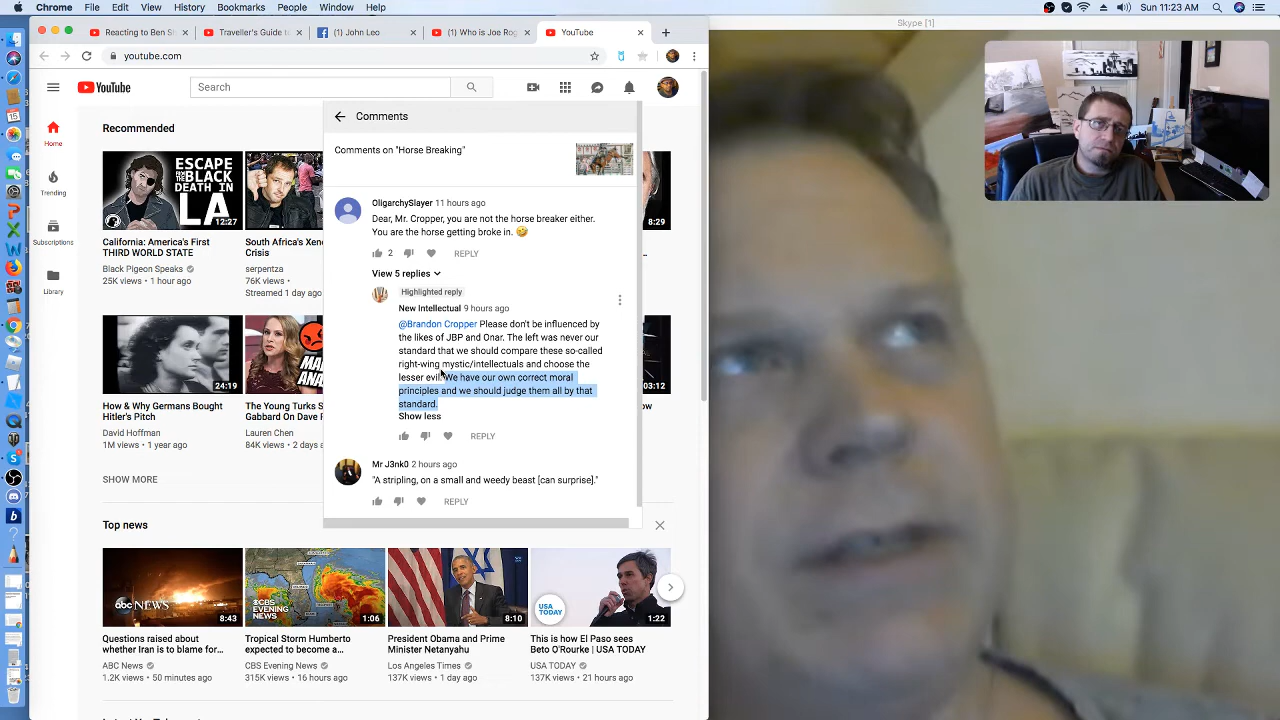 Chrome File Edit View History Bookmarks People Window Help
Sun 11:23 AM
Skype [1]
Reacting to Ben S
Traveller's Guide t
(1) John Leo
(1) Who is Joe Rog
YouTube
youtube.com
YouTube
Search
Home
Trending
Subscriptions
Library
Recommended
ESCAPE
FROM THE
BLACK
DEATH IN
LA
12:27
California: America's First
THIRD WORLD STATE
Black Pigeon Speaks
25K views • 1 hour ago
South Africa's Xen
Crisis
serpentza
76K views •
Streamed 1 day ago
8:29
24:19
How & Why Germans Bought
Hitler's Pitch
David Hoffman
1M views • 1 year ago
The Young Turks S
Gabbard On Dave R
Lauren Chen
84K views • 2 days
03:12
ow
SHOW MORE
Comments
Comments on "Horse Breaking"
OligarchySlayer 11 hours ago
Dear, Mr. Cropper, you are not the horse breaker either.
You are the horse getting broke in. 🤣
2
REPLY
View 5 replies
Highlighted reply
New Intellectual 9 hours ago
@Brandon Cropper Please don't be influenced by
the likes of JBP and Onar. The left was never our
standard that we should compare these so-called
right-wing mystic/intellectuals and choose the
lesser evil. We have our own correct moral
principles and we should judge them all by that
standard.
Show less
REPLY
Mr J3nk0 2 hours ago
"A stripling, on a small and weedy beast [can surprise]."
REPLY
Top news
abc NEWS
8:43
Questions raised about
whether Iran is to blame for...
ABC News
1.2K views • 50 minutes ago
CBS EVENING NEWS
1:06
Tropical Storm Humberto
expected to become a...
CBS Evening News
315K views • 16 hours ago
8:10
President Obama and Prime
Minister Netanyahu
Los Angeles Times
137K views • 1 day ago
USA TODAY
1:22
This is how El Paso sees
Beto O'Rourke | USA TODAY
USA TODAY
137K views • 21 hours ago